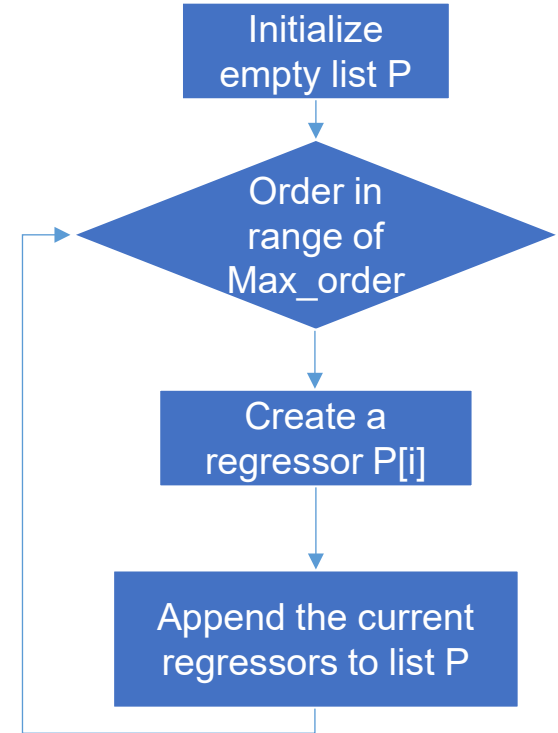 Initialize
empty list P
Order in
range of
Max_order
Create a
regressor P[i]
Append the current
regressors to list P